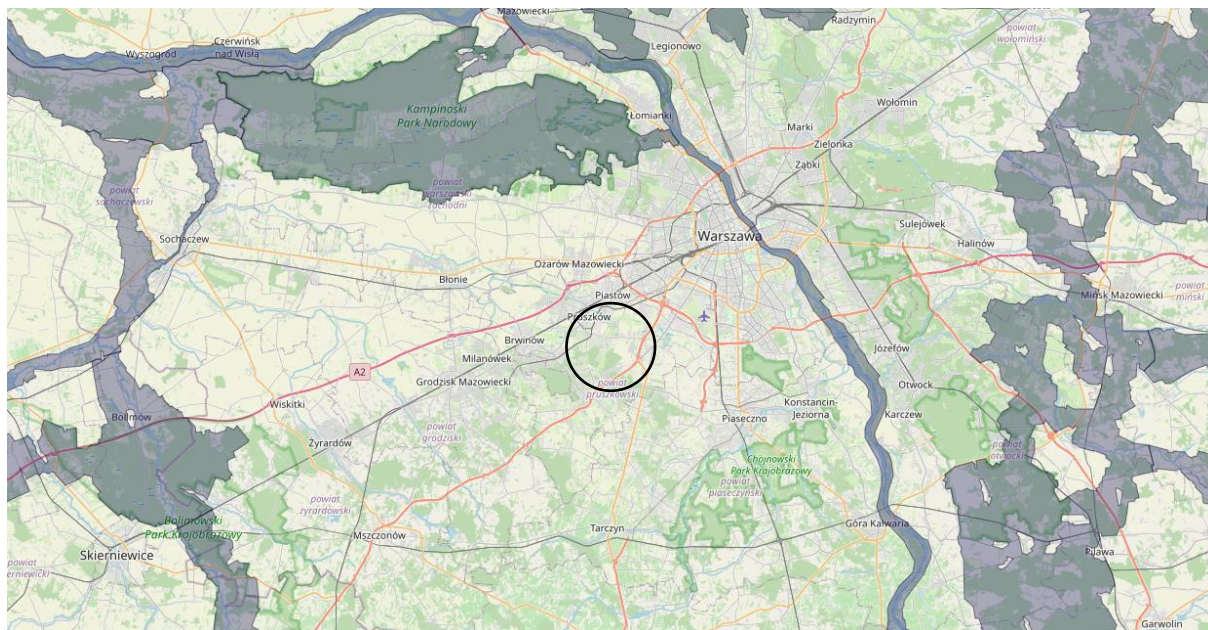 Mazowiecki
Radzymin
powiat
wołomiński
Czerwińsk
nad Wisłą
Wyszogród
Legionowo
Wołomin
Kampinoski
Park Narodowy
Łomianki
Marki
Zielonka
Ząbki
powiat
sochaczewski
powiat
warszawski
zachodni
Sulejówek
Warszawa
Sochaczew
Halinów
Ożarów Mazowiecki
Błonie
Piastów
Mińsk Mazowiecki
powiat
miński
Pruszków
Brwinów
Józefów
Milanówek
A2
Grodzisk Mazowiecki
powiat
pruszkowski
Otwock
Wiskitki
Konstancin-
Jeziorna
Karczew
Bolimów
Piaseczno
powiat
grodziski
Żyrardów
powiat
otwocki
Chojnowski
Park Krajobrazowy
powiat
piaseczyński
powiat
żyrardowski
Bolimowski
Park Krajobrazowy
Góra Kalwaria
Tarczyn
Mszczonów
Skierniewice
Pilawa
powiat
erniewicki
Garwolin